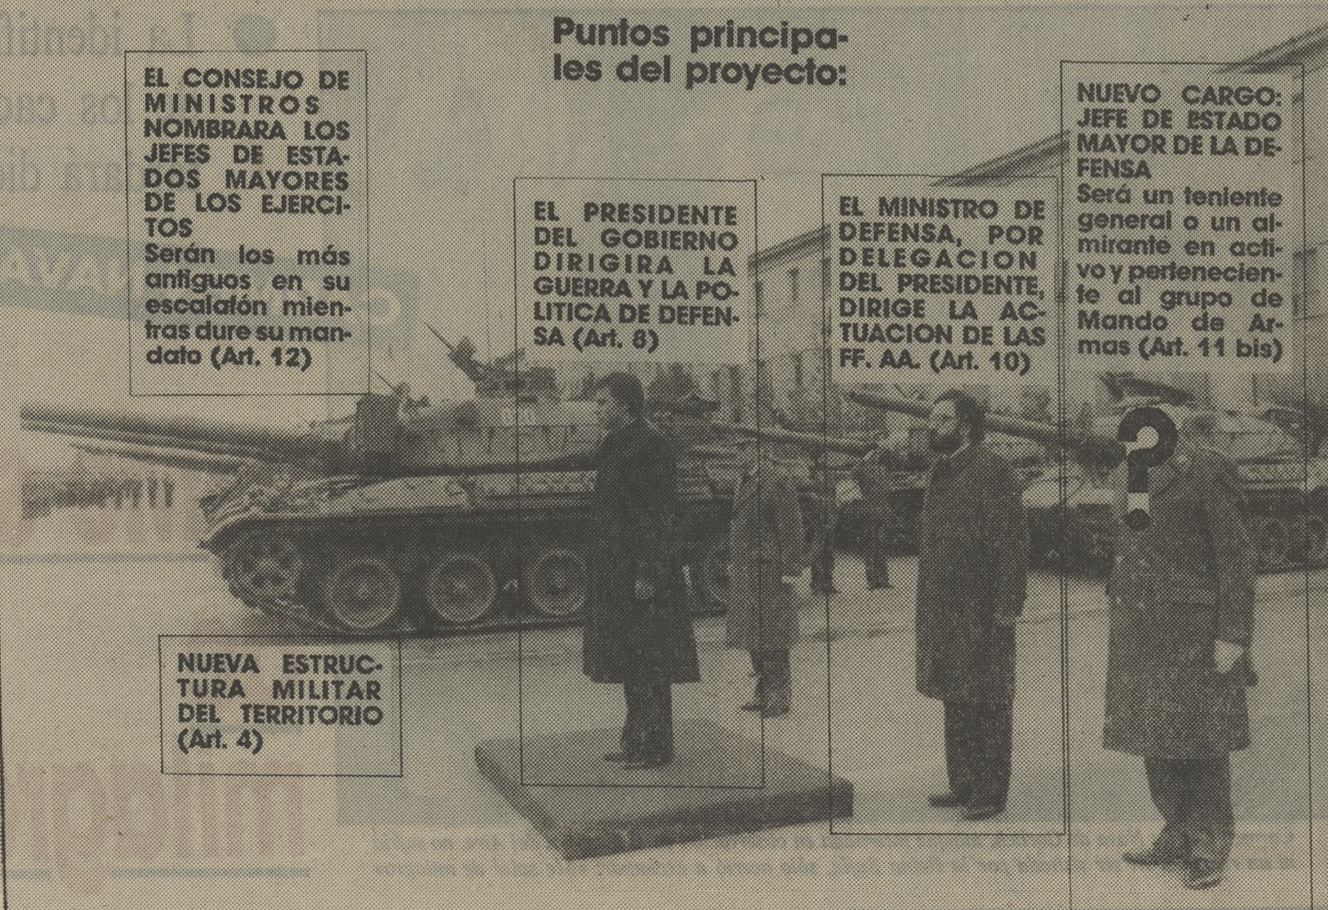 Puntos principa-
les del proyecto:
EL CONSEJO DE
MINISTROS
NOMBRARA LOS
JEFES DE ESTA-
DOS MAYORES
DE LOS EJERCI-
TOS
Serán los más
antiguos en su
escalafón mien-
tras dure su man-
dato (Art. 12)
EL PRESIDENTE
DEL GOBIERNO
DIRIGIRA LA
GUERRA Y LA PO-
LITICA DE DEFEN-
SA (Art. 8)
EL MINISTRO DE
DEFENSA, POR
DELEGACION
DEL PRESIDENTE,
DIRIGE LA AC-
TUACION DE LAS
FF. AA. (Art. 10)
NUEVO CARGO:
JEFE DE ESTADO
MAYOR DE LA DE-
FENSA
Será un teniente
general o un al-
mirante en acti-
vo y pertenecien-
te al grupo de
Mando de Ar-
mas (Art. 11 bis)
?
NUEVA ESTRUC-
TURA MILITAR
DEL TERRITORIO
(Art. 4)